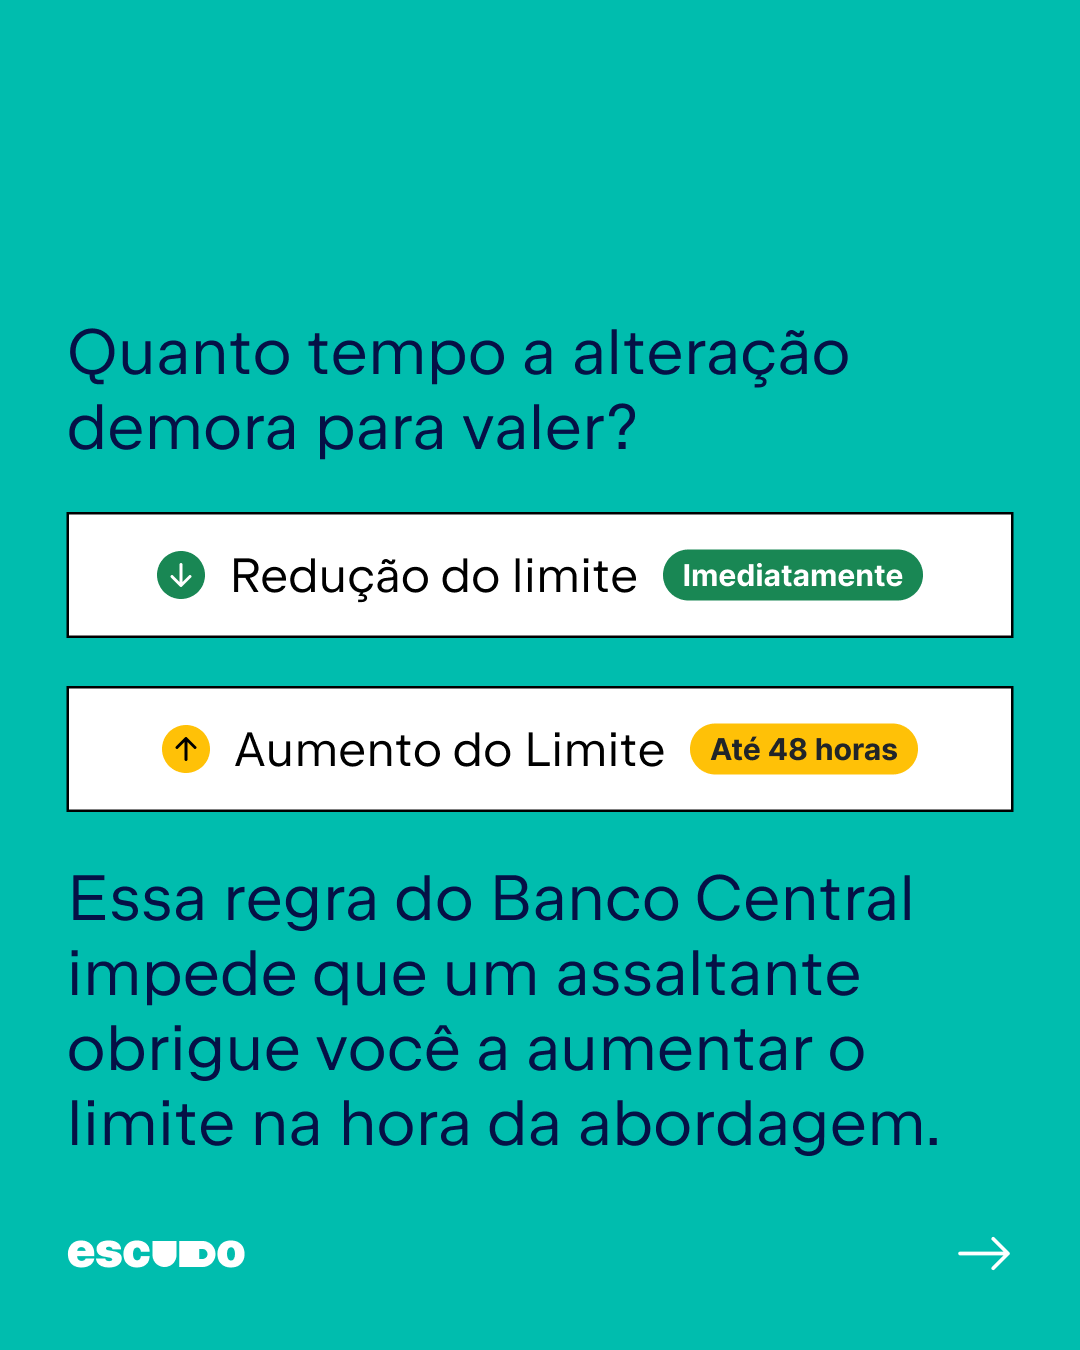 Quanto tempo a alteração
demora para valer?
Redução do limite Imediatamente
Aumento do Limite Até 48 horas
Essa regra do Banco Central
impede que um assaltante
obrigue você a aumentar o
limite na hora da abordagem.
escudo